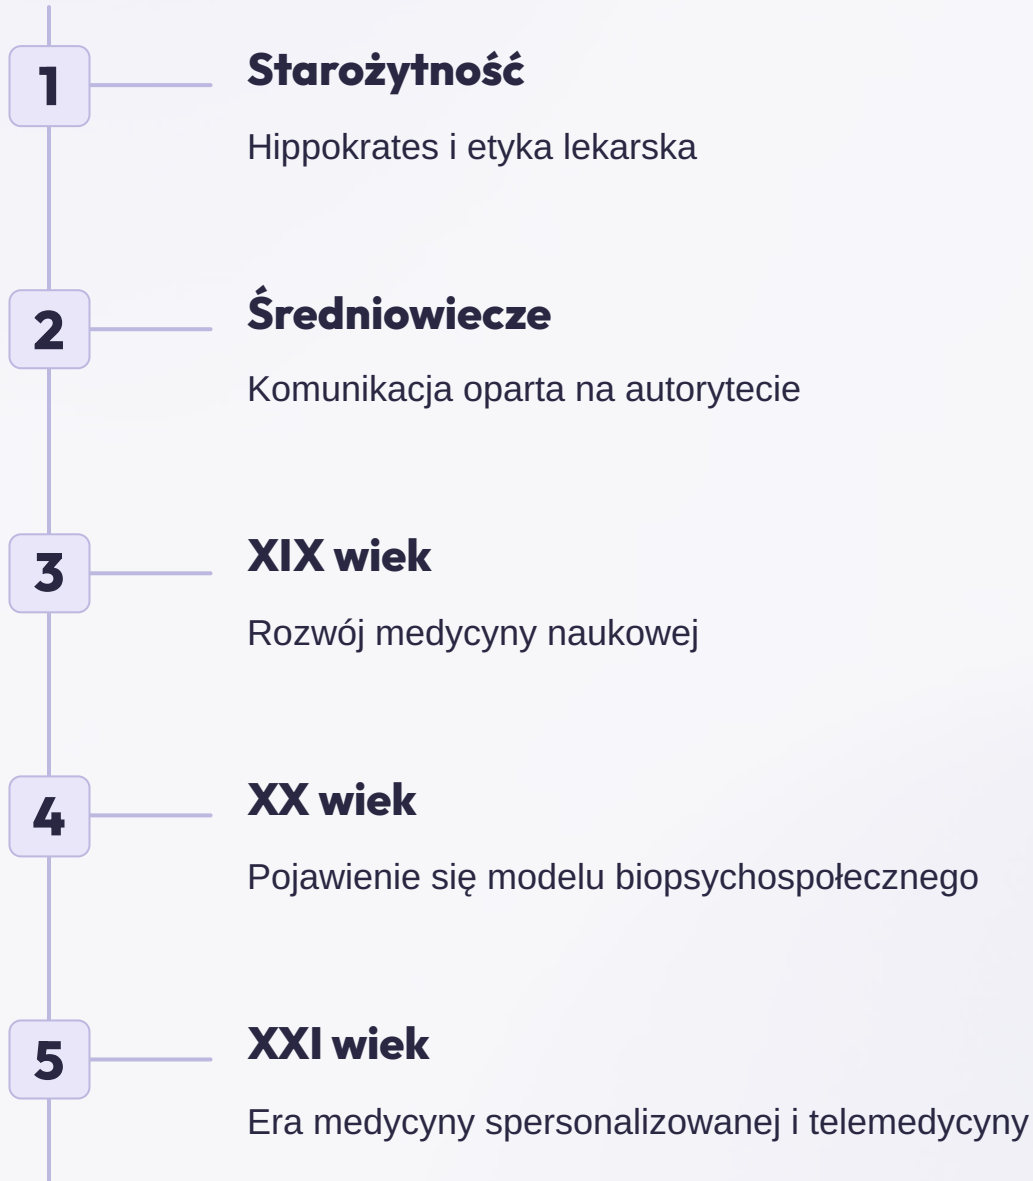 1
Starożytność
Hippokrates i etyka lekarska
2
Średniowiecze
Komunikacja oparta na autorytecie
3
XIX wiek
Rozwój medycyny naukowej
4
XX wiek
Pojawienie się modelu biopsychospołecznego
5
XXI wiek
Era medycyny spersonalizowanej i telemedycyny